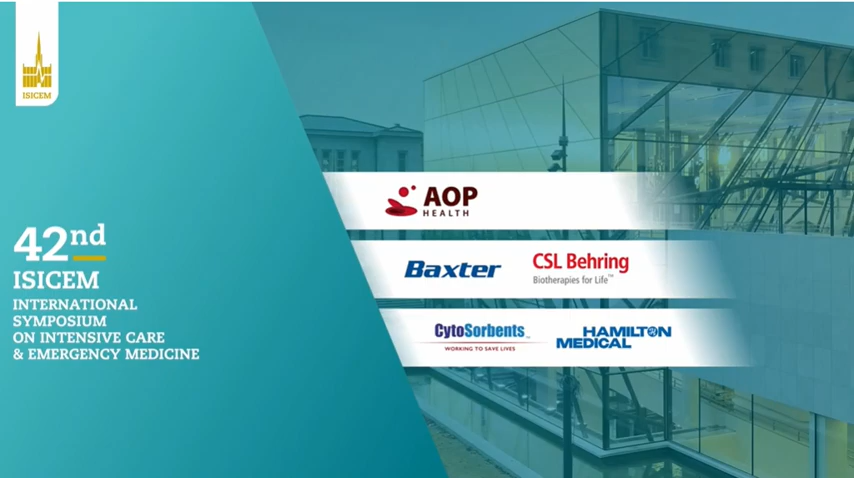 ISICEM
42nd
ISICEM
INTERNATIONAL
SYMPOSIUM
ON INTENSIVE CARE
& EMERGENCY MEDICINE
AOP
HEALTH
Baxter
CSL Behring
Biotherapies for Life™
CytoSorbents™
WORKING TO SAVE LIVES
HAMILTON
MEDICAL